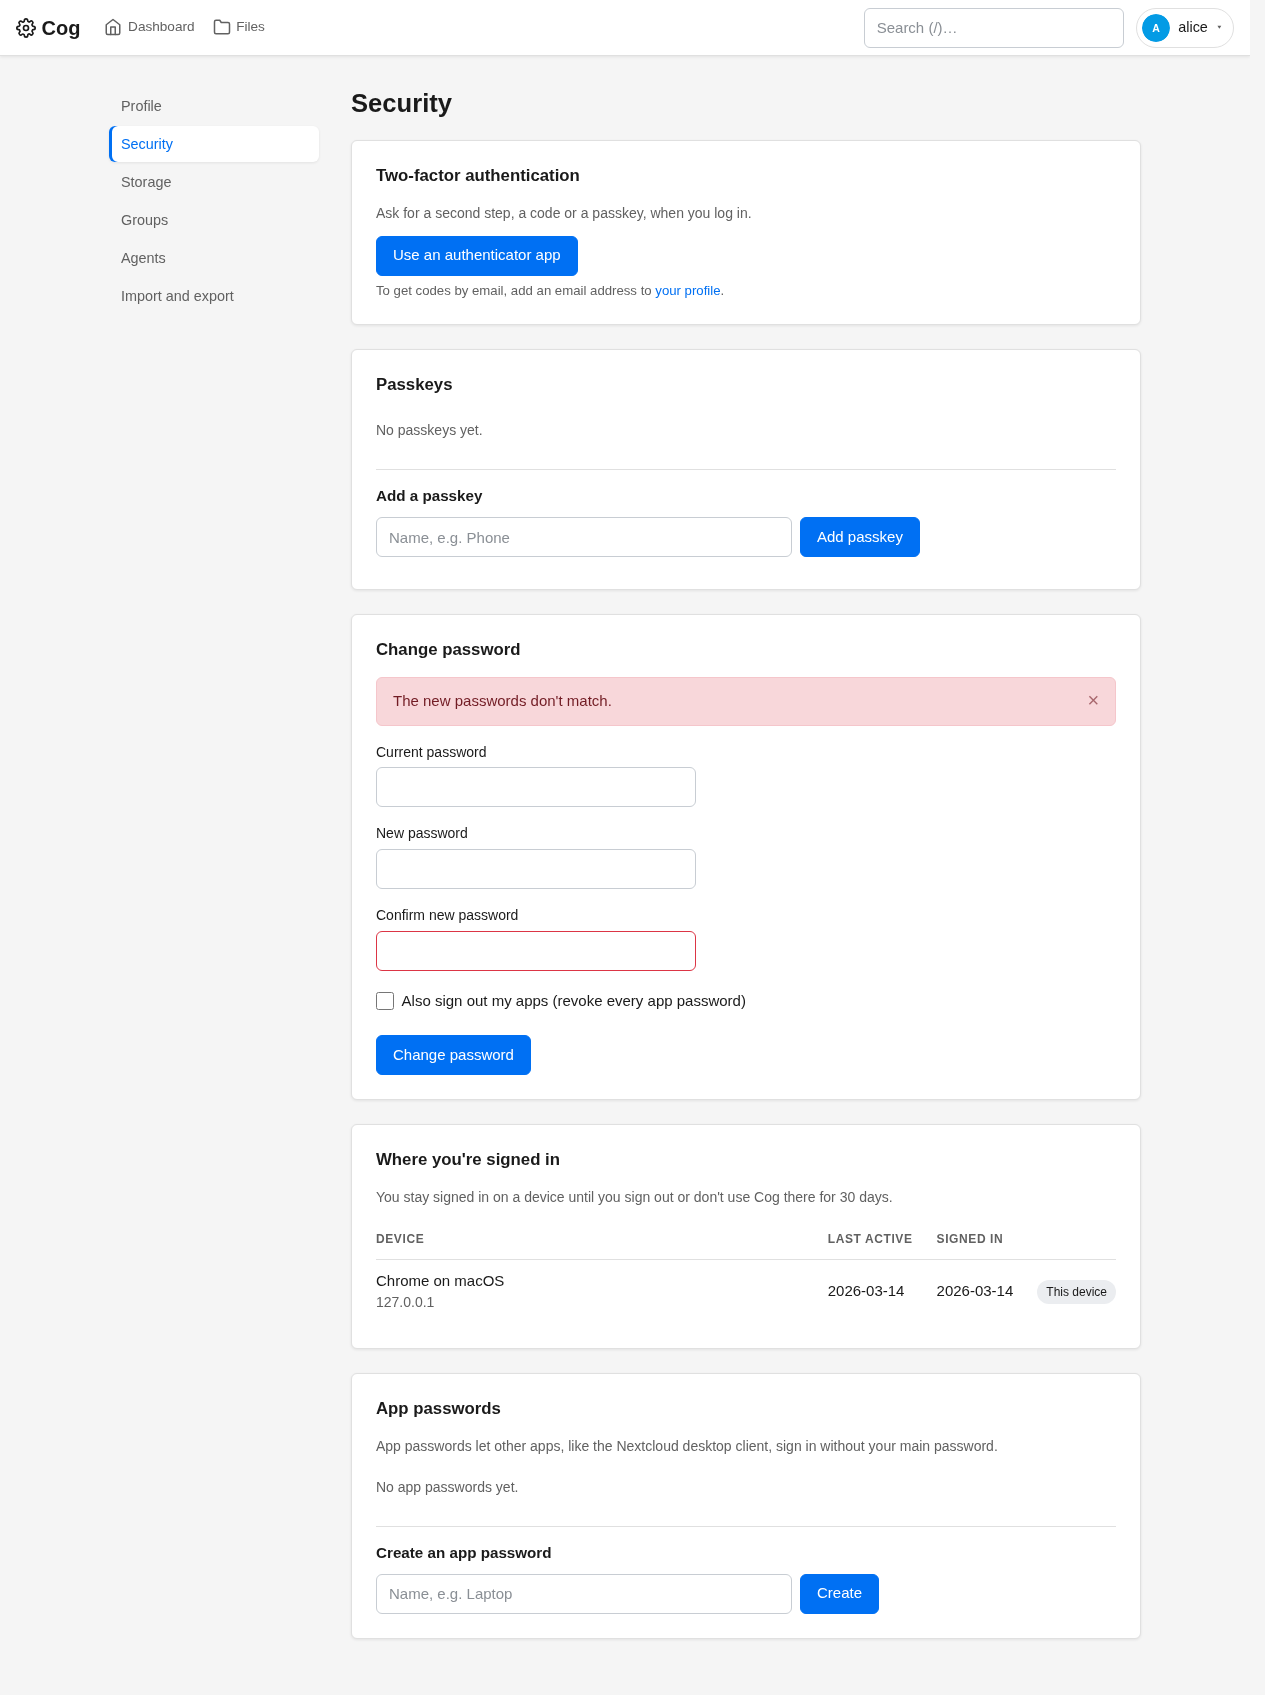 Cog
Dashboard
Files
Search (/)…
A
alice
Profile
Security
Storage
Groups
Agents
Import and export
Security
Two-factor authentication
Ask for a second step, a code or a passkey, when you log in.
Use an authenticator app
To get codes by email, add an email address to your profile.
Passkeys
No passkeys yet.
Add a passkey
Name, e.g. Phone
Add passkey
Change password
The new passwords don't match.
Current password
New password
Confirm new password
Also sign out my apps (revoke every app password)
Change password
Where you're signed in
You stay signed in on a device until you sign out or don't use Cog there for 30 days.
DEVICE LAST ACTIVE SIGNED IN
Chrome on macOS
127.0.0.1
2026-03-14 2026-03-14 This device
App passwords
App passwords let other apps, like the Nextcloud desktop client, sign in without your main password.
No app passwords yet.
Create an app password
Name, e.g. Laptop
Create